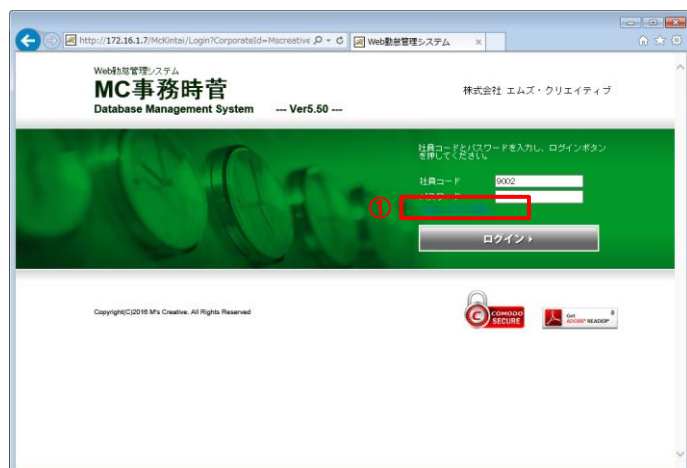 http://172.16.1.7/McKintai/Login?CorporateId=Mscreative
Web勤怠管理システム
Web勤怠管理システム
MC事務時菅
Database Management System --- Ver5.50 ---
株式会社 エムズ・クリエイティブ
社員コードとパスワードを入力し、ログインボタン
を押してください。
社員コード 9002
①
ログイン
Copyright(C)2016 M's Creative. All Rights Reserved
C COMODO
SECURE
Get
ADOBE® READER®